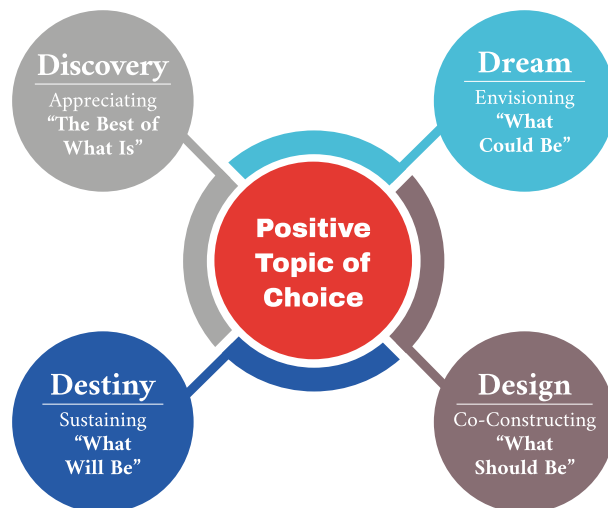 Discovery
Appreciating
“The Best of
What Is”
Dream
Envisioning
“What
Could Be”
Positive
Topic of
Choice
Destiny
Sustaining
“What
Will Be”
Design
Co-Constructing
“What
Should Be”